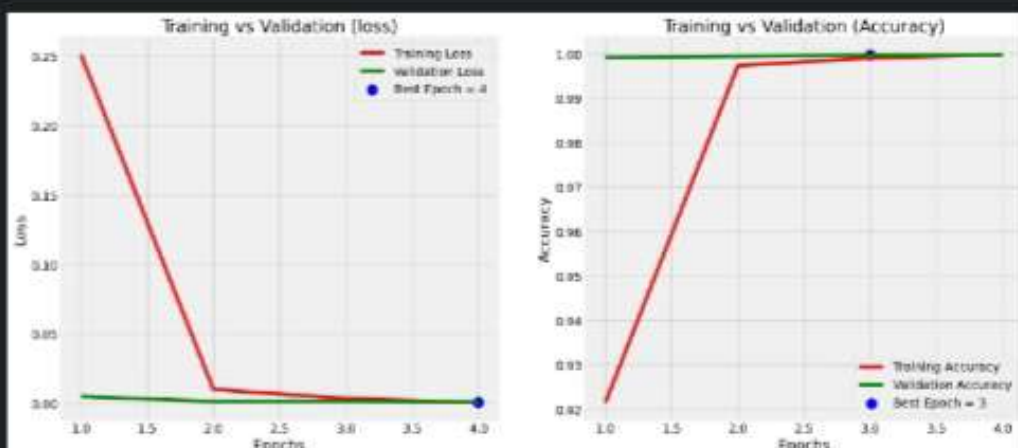 Training vs Validation (loss)
0.25
0.20
0.15
0.10
0.05
0.00
Loss
Training Loss
Validation Loss
Best Epoch = 4
1.0 1.5 2.0 2.5 3.0 3.5 4.0
Epochs
Training vs Validation (Accuracy)
1.00
0.99
0.98
0.97
0.96
0.95
0.94
0.93
0.92
Accuracy
Training Accuracy
Validation Accuracy
Best Epoch = 3
1.0 1.5 2.0 2.5 3.0 3.5 4.0
Epochs